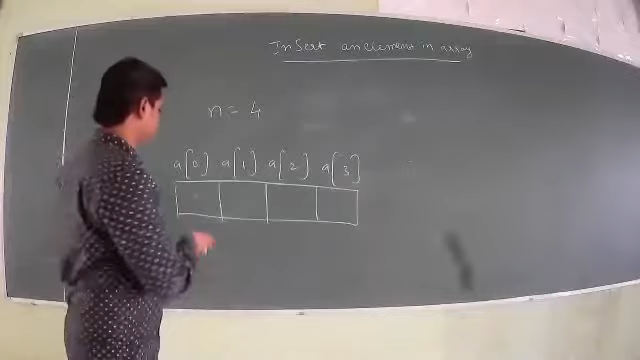 Insert an element in array
n = 4
a[0] a[1] a[2] a[3]